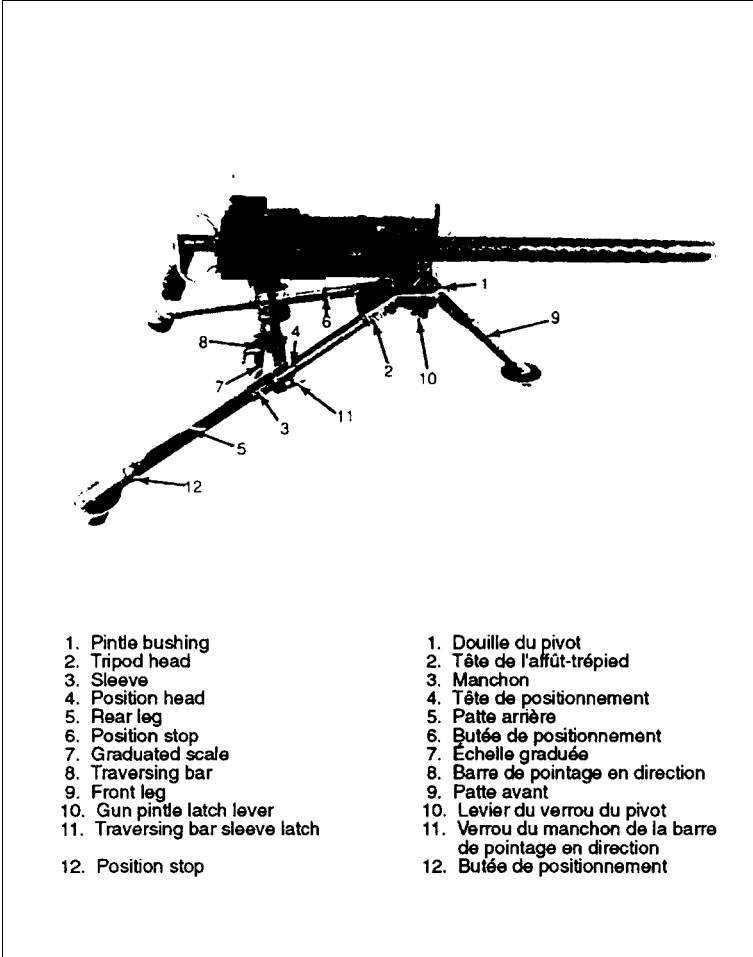 1
6
9
8
4
2
10
7
3
11
5
12
1. Pintle bushing
2. Tripod head
3. Sleeve
4. Position head
5. Rear leg
6. Position stop
7. Graduated scale
8. Traversing bar
9. Front leg
10. Gun pintle latch lever
11. Traversing bar sleeve latch
12. Position stop
1. Douille du pivot
2. Tête de l'affût-trépied
3. Manchon
4. Tête de positionnement
5. Patte arrière
6. Butée de positionnement
7. Échelle graduée
8. Barre de pointage en direction
9. Patte avant
10. Levier du verrou du pivot
11. Verrou du manchon de la barre
de pointage en direction
12. Butée de positionnement